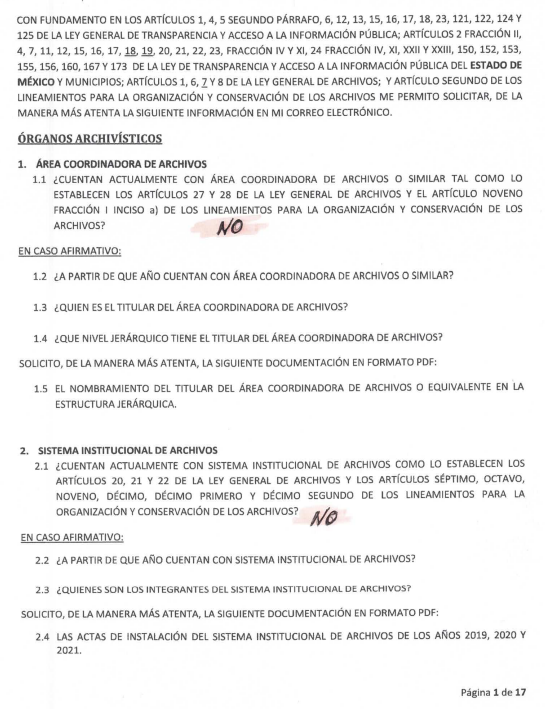 CON FUNDAMENTO EN LOS ARTÍCULOS 1, 4, 5 SEGUNDO PÁRRAFO, 6, 12, 13, 15, 16, 17, 18, 23, 121, 122, 124 Y
125 DE LA LEY GENERAL DE TRANSPARENCIA Y ACCESO A LA INFORMACIÓN PÚBLICA; ARTÍCULOS 2 FRACCIÓN II,
4, 7, 11, 12, 15, 16, 17, 18, 19, 20, 21, 22, 23, FRACCIÓN IV Y XI, 24 FRACCIÓN IV, XI, XXII Y XXIII, 150, 152, 153,
155, 156, 160, 167 Y 173 DE LA LEY DE TRANSPARENCIA Y ACCESO A LA INFORMACIÓN PÚBLICA DEL ESTADO DE
MÉXICO Y MUNICIPIOS; ARTÍCULOS 1, 6, 7 Y 8 DE LA LEY GENERAL DE ARCHIVOS; Y ARTÍCULO SEGUNDO DE LOS
LINEAMIENTOS PARA LA ORGANIZACIÓN Y CONSERVACIÓN DE LOS ARCHIVOS ME PERMITO SOLICITAR, DE LA
MANERA MÁS ATENTA LA SIGUIENTE INFORMACIÓN EN MI CORREO ELECTRÓNICO.
ÓRGANOS ARCHIVÍSTICOS
1. ÁREA COORDINADORA DE ARCHIVOS
1.1 ¿CUENTAN ACTUALMENTE CON ÁREA COORDINADORA DE ARCHIVOS O SIMILAR TAL COMO LO
ESTABLECEN LOS ARTÍCULOS 27 Y 28 DE LA LEY GENERAL DE ARCHIVOS Y EL ARTÍCULO NOVENO
FRACCIÓN I INCISO a) DE LOS LINEAMIENTOS PARA LA ORGANIZACIÓN Y CONSERVACIÓN DE LOS
ARCHIVOS? NO
EN CASO AFIRMATIVO:
1.2 ¿A PARTIR DE QUE AÑO CUENTAN CON ÁREA COORDINADORA DE ARCHIVOS O SIMILAR?
1.3 ¿QUIEN ES EL TITULAR DEL ÁREA COORDINADORA DE ARCHIVOS?
1.4 ¿QUE NIVEL JERÁRQUICO TIENE EL TITULAR DEL ÁREA COORDINADORA DE ARCHIVOS?
SOLICITO, DE LA MANERA MÁS ATENTA, LA SIGUIENTE DOCUMENTACIÓN EN FORMATO PDF:
1.5 EL NOMBRAMIENTO DEL TITULAR DEL ÁREA COORDINADORA DE ARCHIVOS O EQUIVALENTE EN LA
ESTRUCTURA JERÁRQUICA.
2. SISTEMA INSTITUCIONAL DE ARCHIVOS
2.1 ¿CUENTAN ACTUALMENTE CON SISTEMA INSTITUCIONAL DE ARCHIVOS COMO LO ESTABLECEN LOS
ARTÍCULOS 20, 21 Y 22 DE LA LEY GENERAL DE ARCHIVOS Y LOS ARTÍCULOS SÉPTIMO, OCTAVO,
NOVENO, DÉCIMO, DÉCIMO PRIMERO Y DÉCIMO SEGUNDO DE LOS LINEAMIENTOS PARA LA
ORGANIZACIÓN Y CONSERVACIÓN DE LOS ARCHIVOS? NO
EN CASO AFIRMATIVO:
2.2 ¿A PARTIR DE QUE AÑO CUENTAN CON SISTEMA INSTITUCIONAL DE ARCHIVOS?
2.3 ¿QUIENES SON LOS INTEGRANTES DEL SISTEMA INSTITUCIONAL DE ARCHIVOS?
SOLICITO, DE LA MANERA MÁS ATENTA, LA SIGUIENTE DOCUMENTACIÓN EN FORMATO PDF:
2.4 LAS ACTAS DE INSTALACIÓN DEL SISTEMA INSTITUCIONAL DE ARCHIVOS DE LOS AÑOS 2019, 2020 Y
2021.
Página 1 de 17